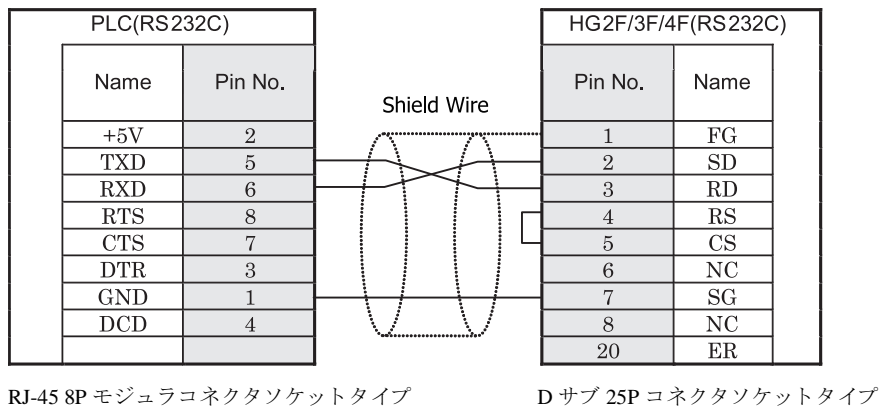 PLC(RS232C) HG2F/3F/4F(RS232C)
Name Pin No. Pin No. Name
Shield Wire
+5V 2 1 FG
TXD 5 2 SD
RXD 6 3 RD
RTS 8 4 RS
CTS 7 5 CS
DTR 3 6 NC
GND 1 7 SG
DCD 4 8 NC
20 ER
RJ-45 8P モジュラコネクタソケットタイプ D サブ 25P コネクタソケットタイプ